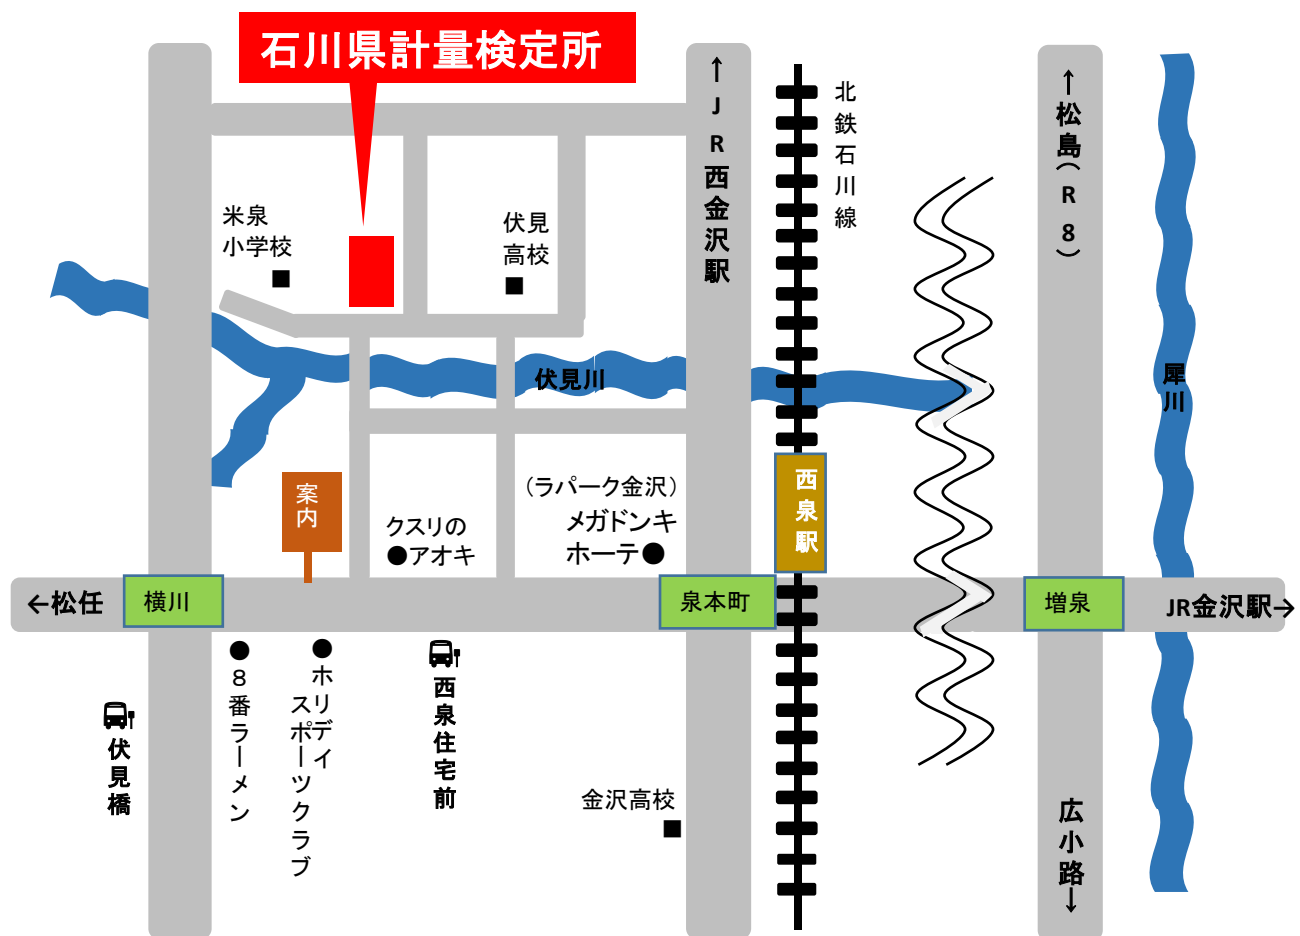 石川県計量検定所
↑JR西金沢駅
北鉄石川線
↑松島(R8)
米泉
小学校
伏見
高校
伏見川
犀川
案内
クスリの
●アオキ
(ラパーク金沢)
メガドンキ
ホーテ●
西泉駅
←松任
横川
泉本町
増泉
JR金沢駅→
●8番ラーメン
●ホリデイ
スポーツクラブ
西泉住宅前
伏見橋
金沢高校
広小路↓